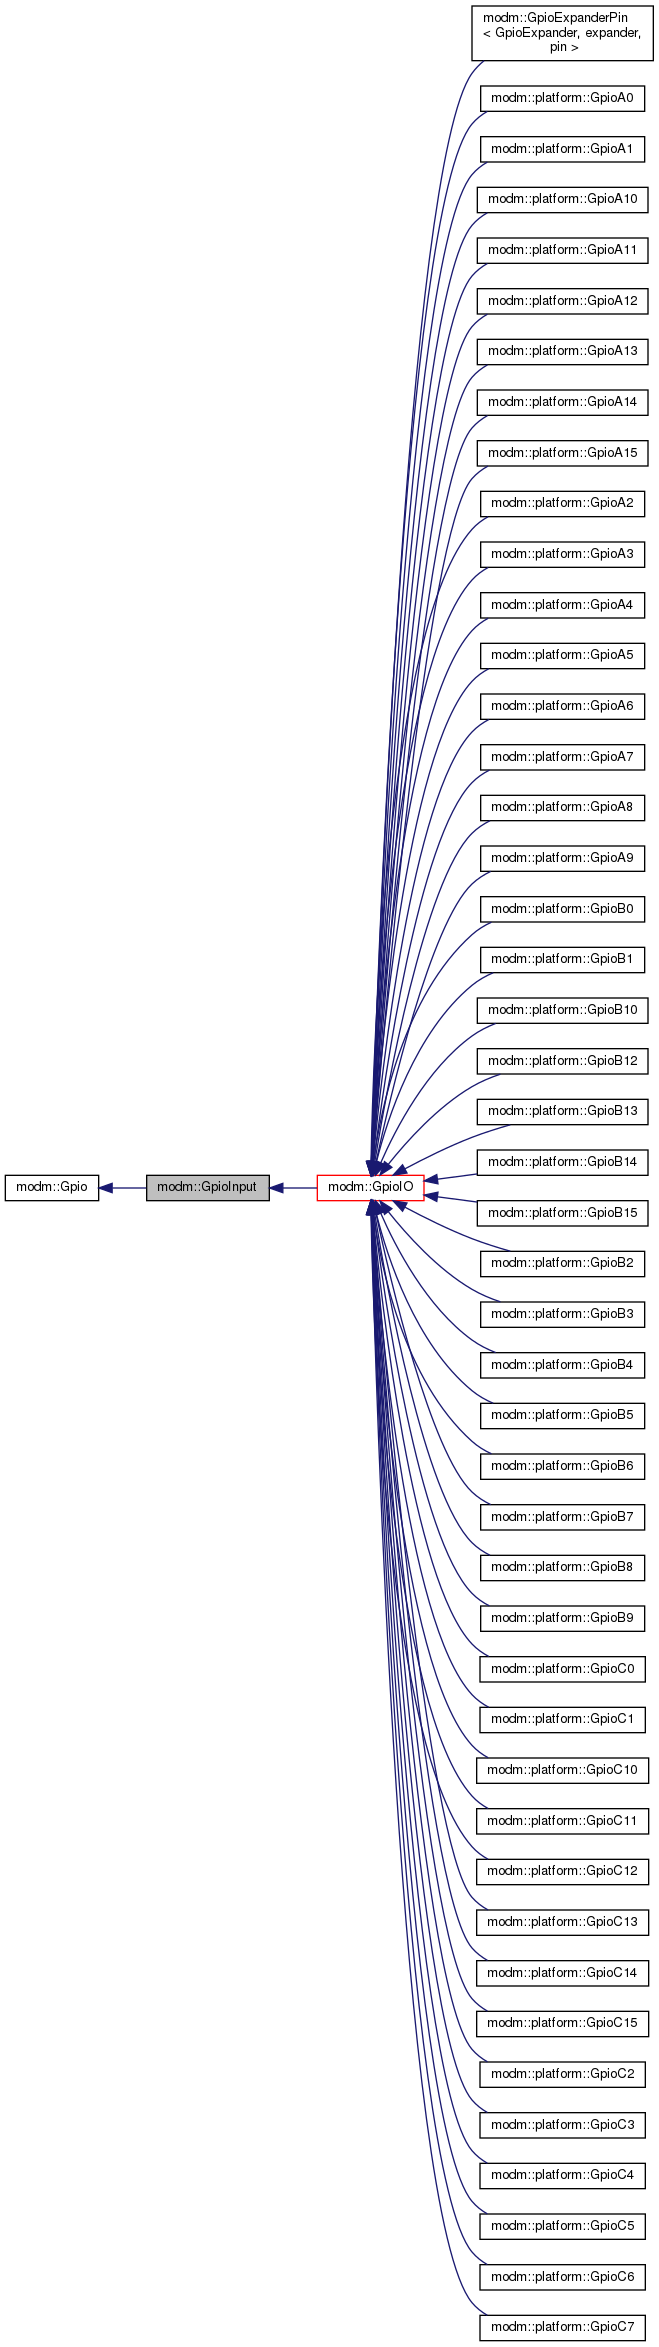 modm::GpioExpanderPin
< GpioExpander, expander,
pin >
modm::platform::GpioA0
modm::platform::GpioA1
modm::platform::GpioA10
modm::platform::GpioA11
modm::platform::GpioA12
modm::platform::GpioA13
modm::platform::GpioA14
modm::platform::GpioA15
modm::platform::GpioA2
modm::platform::GpioA3
modm::platform::GpioA4
modm::platform::GpioA5
modm::platform::GpioA6
modm::platform::GpioA7
modm::platform::GpioA8
modm::platform::GpioA9
modm::platform::GpioB0
modm::platform::GpioB1
modm::platform::GpioB10
modm::platform::GpioB12
modm::platform::GpioB13
modm::platform::GpioB14
modm::Gpio
modm::GpioInput
modm::GpioIO
modm::platform::GpioB15
modm::platform::GpioB2
modm::platform::GpioB3
modm::platform::GpioB4
modm::platform::GpioB5
modm::platform::GpioB6
modm::platform::GpioB7
modm::platform::GpioB8
modm::platform::GpioB9
modm::platform::GpioC0
modm::platform::GpioC1
modm::platform::GpioC10
modm::platform::GpioC11
modm::platform::GpioC12
modm::platform::GpioC13
modm::platform::GpioC14
modm::platform::GpioC15
modm::platform::GpioC2
modm::platform::GpioC3
modm::platform::GpioC4
modm::platform::GpioC5
modm::platform::GpioC6
modm::platform::GpioC7